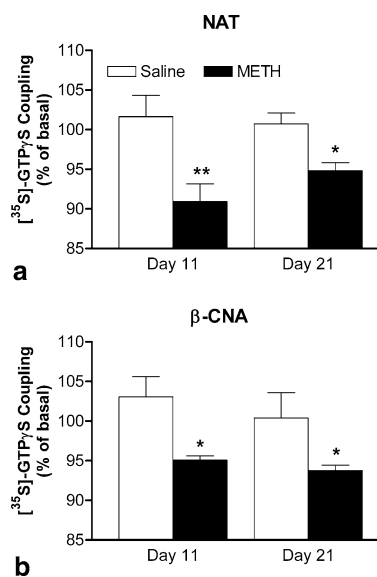 NAT
110
105
100
95
90
85
[³⁵S]-GTPγS Coupling
(% of basal)
Saline
METH
**
*
Day 11
Day 21
a
β-CNA
110
105
100
95
90
85
[³⁵S]-GTPγS Coupling
(% of basal)
*
*
Day 11
Day 21
b